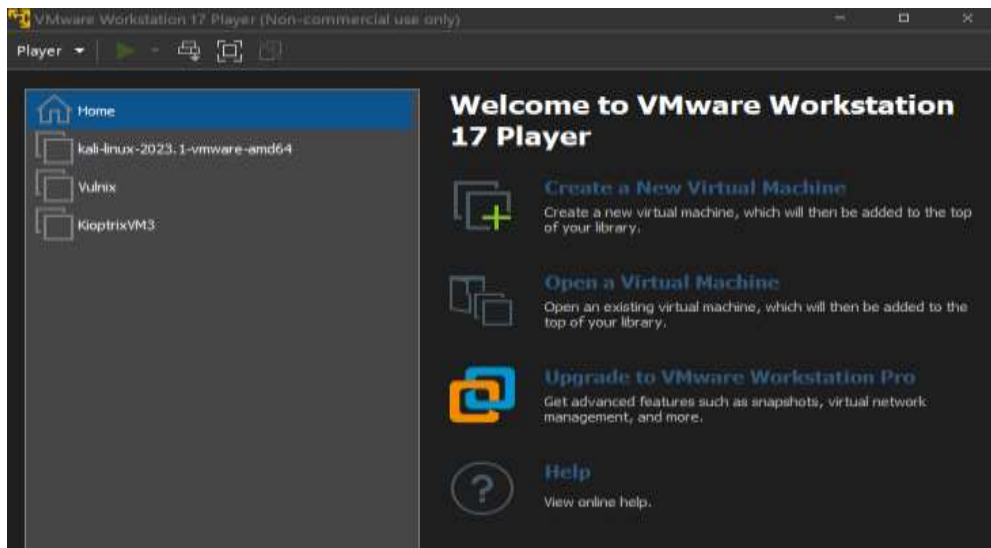 VMware Workstation 17 Player (Non-commercial use only)
Player
Home
kali-linux-2023.1-vmware-amd64
Vulnix
KioptrixVM3
Welcome to VMware Workstation
17 Player
Create a New Virtual Machine
Create a new virtual machine, which will then be added to the top
of your library.
Open a Virtual Machine
Open an existing virtual machine, which will then be added to the
top of your library.
Upgrade to VMware Workstation Pro
Get advanced features such as snapshots, virtual network
management, and more.
Help
View online help.